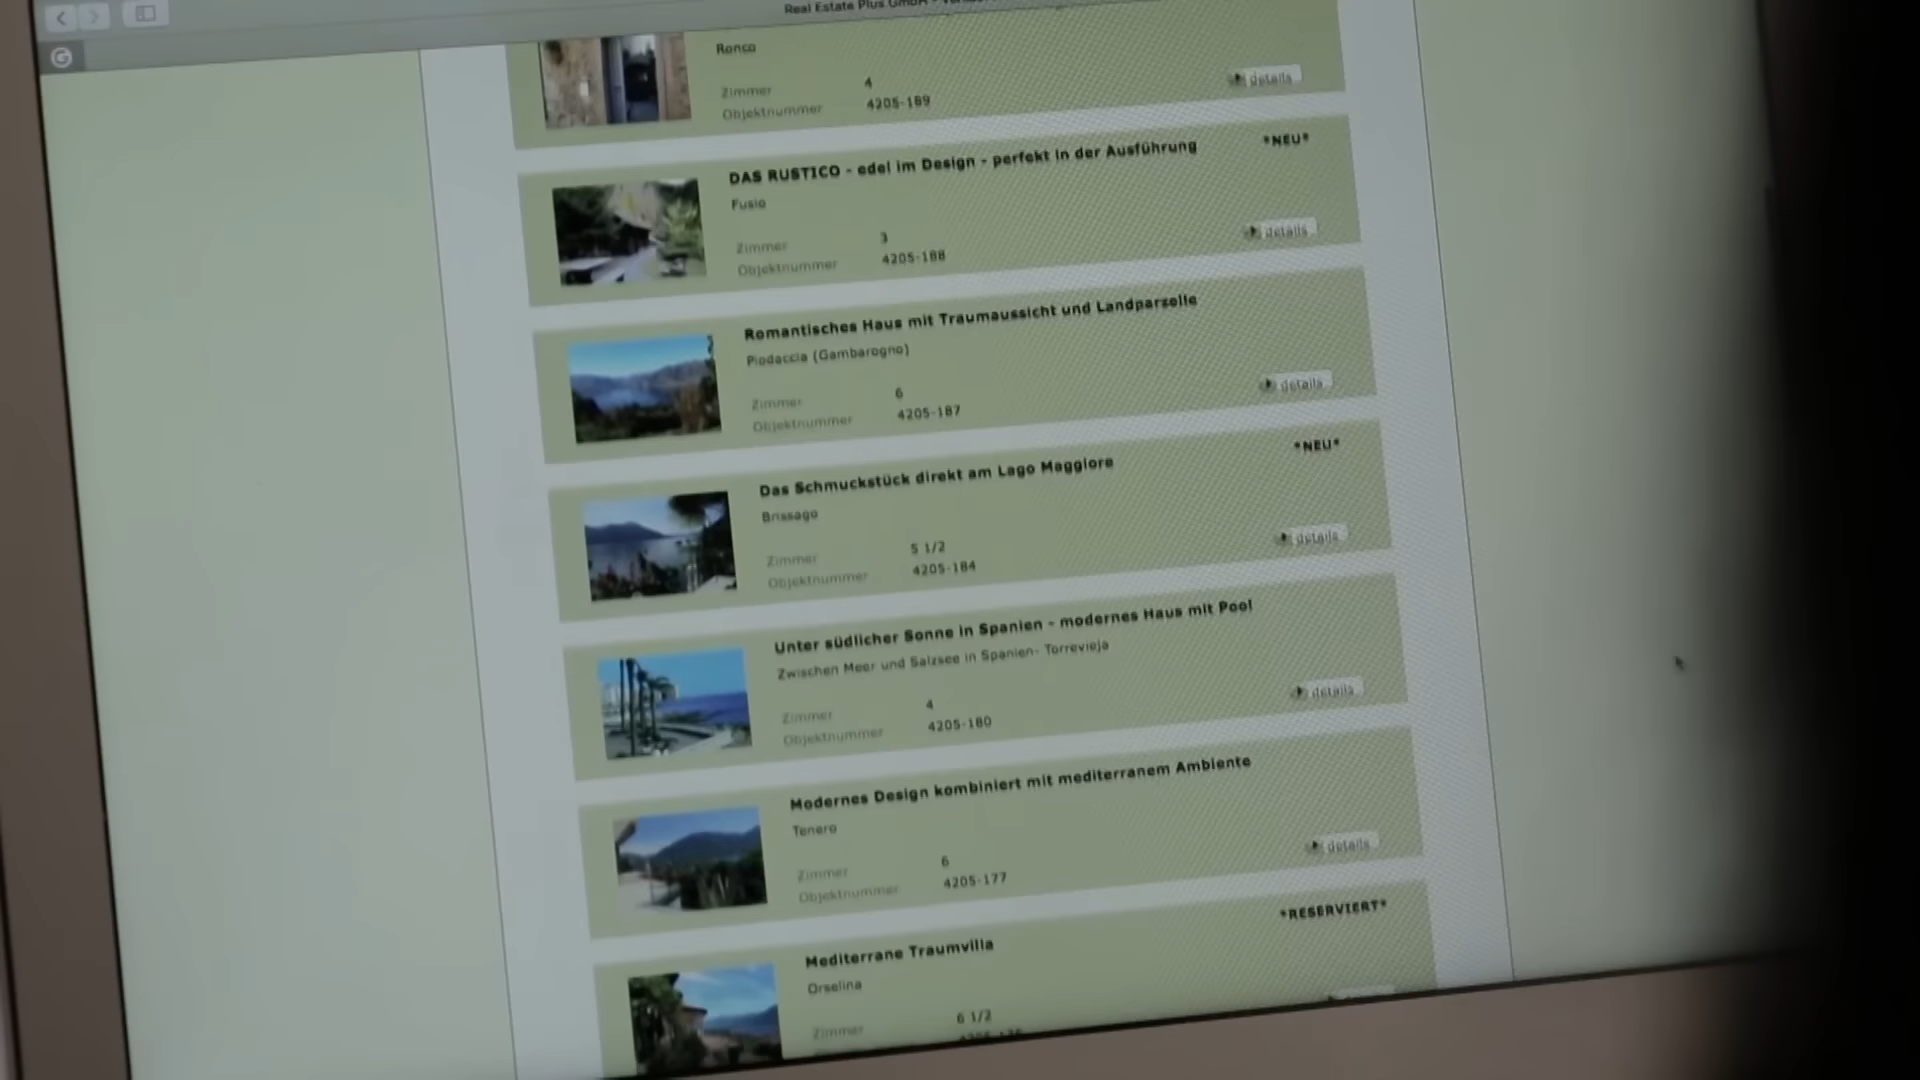 Real Estate Plus GmbH -
Ronco
Zimmer 4
Objektnummer 4205-189
details
DAS RUSTICO - edel im Design - perfekt in der Ausführung
*NEU*
Fusio
Zimmer 3
Objektnummer 4205-188
details
Romantisches Haus mit Traumaussicht und Landparzelle
Piodaccia (Gambarogno)
Zimmer 6
Objektnummer 4205-187
details
Das Schmuckstück direkt am Lago Maggiore
*NEU*
Brissago
Zimmer 5 1/2
Objektnummer 4205-184
details
Unter südlicher Sonne in Spanien - modernes Haus mit Pool
Zwischen Meer und Salzsee in Spanien- Torrevieja
Zimmer 4
Objektnummer 4205-180
details
Modernes Design kombiniert mit mediterranem Ambiente
Tenero
Zimmer 6
Objektnummer 4205-177
details
Mediterrane Traumvilla
*RESERVIERT*
Orselina
Zimmer 6 1/2